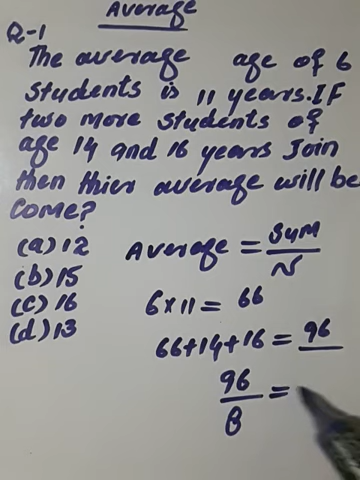 Average
Q-1
The average age of 6
students is 11 years. IF
two more students of
age 14 and 16 years Join
then thier average will be
come?
(a) 12
(b) 15
(c) 16
(d) 13
Average = Sum/N
6 x 11 = 66
66+14+16 = 96
96/8 =